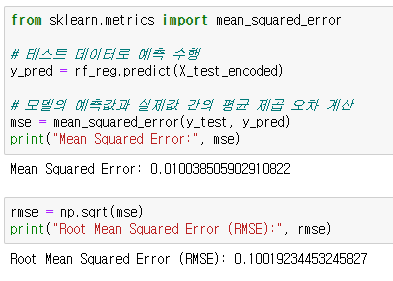 from sklearn.metrics import mean_squared_error
# 테스트 데이터로 예측 수행
y_pred = rf_reg.predict(X_test_encoded)
# 모델의 예측값과 실제값 간의 평균 제곱 오차 계산
mse = mean_squared_error(y_test, y_pred)
print("Mean Squared Error:", mse)
Mean Squared Error: 0.010038505902910822
rmse = np.sqrt(mse)
print("Root Mean Squared Error (RMSE):", rmse)
Root Mean Squared Error (RMSE): 0.10019234453245827